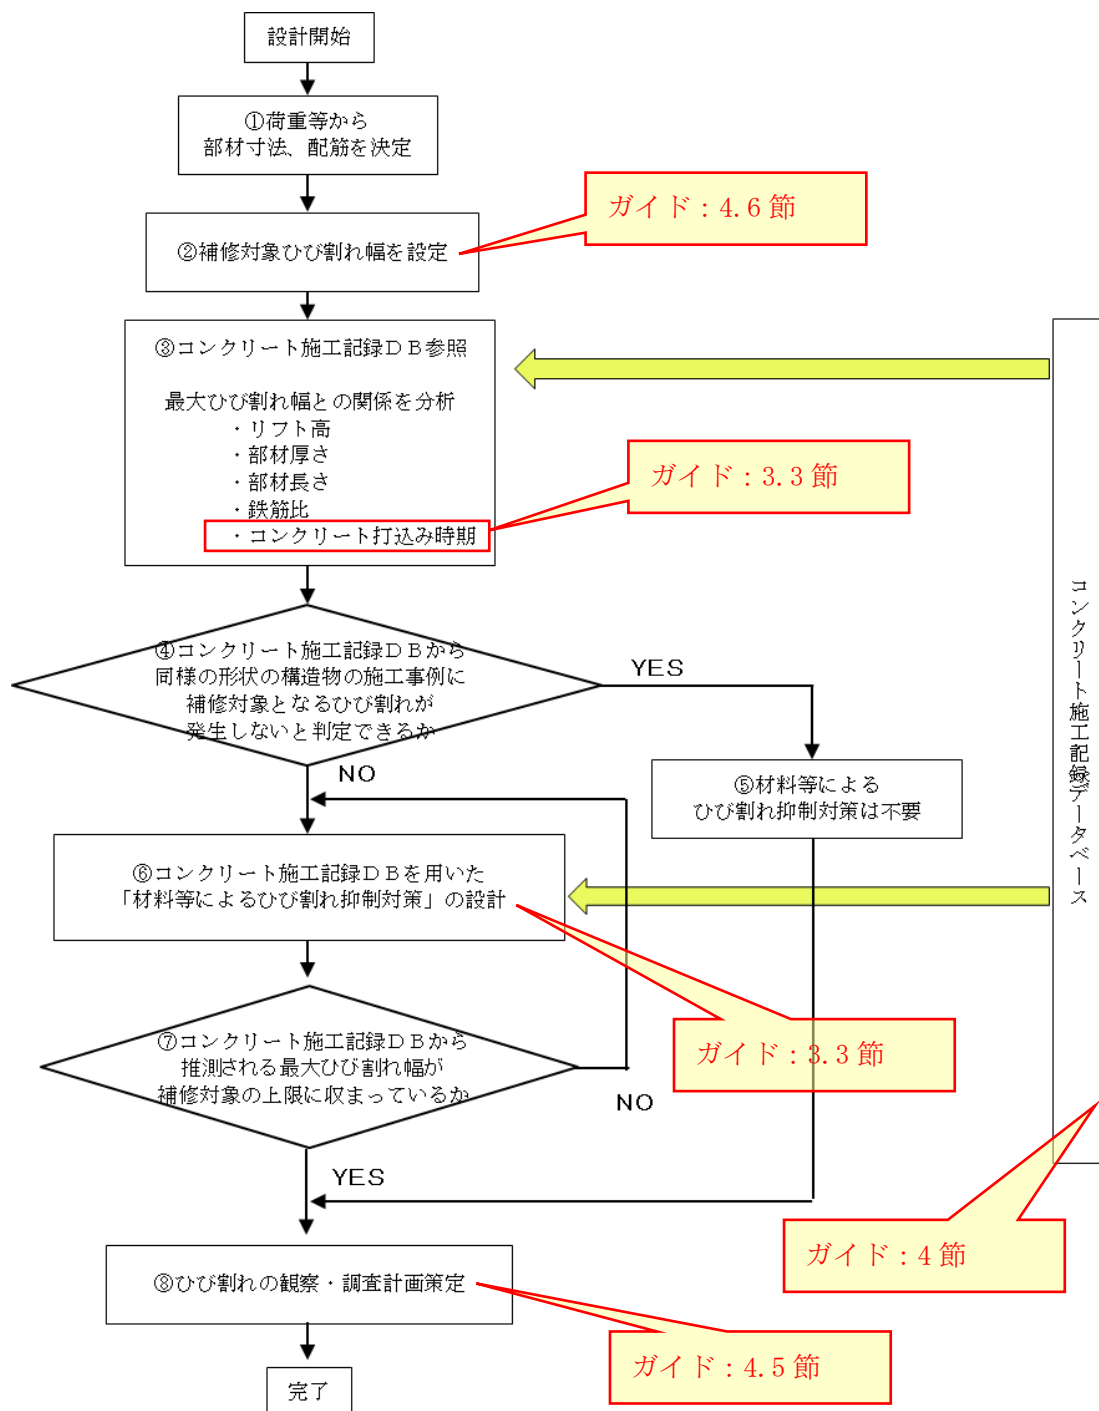 設計開始
①荷重等から
部材寸法、配筋を決定
ガイド：4.6 節
②補修対象ひび割れ幅を設定
③コンクリート施工記録ＤＢ参照
最大ひび割れ幅との関係を分析
・リフト高
・部材厚さ
・部材長さ
・鉄筋比
・コンクリート打込み時期
ガイド：3.3 節
④コンクリート施工記録ＤＢから
同様の形状の構造物の施工事例に
補修対象となるひび割れが
発生しないと判定できるか
YES
NO
⑤材料等による
ひび割れ抑制対策は不要
コンクリート施工記録データベース
⑥コンクリート施工記録ＤＢを用いた
「材料等によるひび割れ抑制対策」の設計
ガイド：3.3 節
⑦コンクリート施工記録ＤＢから
推測される最大ひび割れ幅が
補修対象の上限に収まっているか
NO
YES
ガイド：4 節
⑧ひび割れの観察・調査計画策定
ガイド：4.5 節
完了